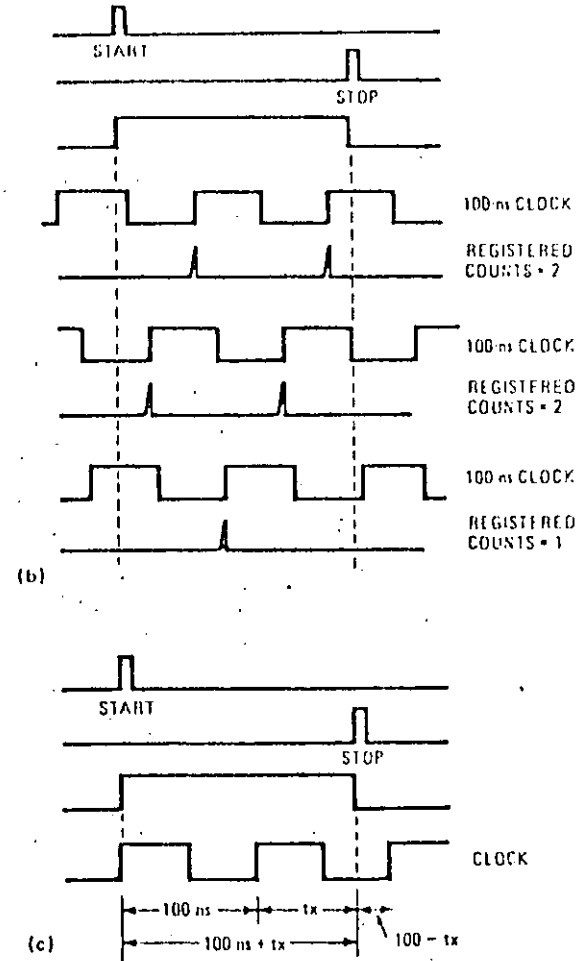 START
STOP
100-ns CLOCK
REGISTERED
COUNTS = 2
100-ns CLOCK
REGISTERED
COUNTS = 2
100-ns CLOCK
REGISTERED
COUNTS = 1
(b)
START
STOP
CLOCK
100 ns
tx
100 ns + tx
100 - tx
(c)